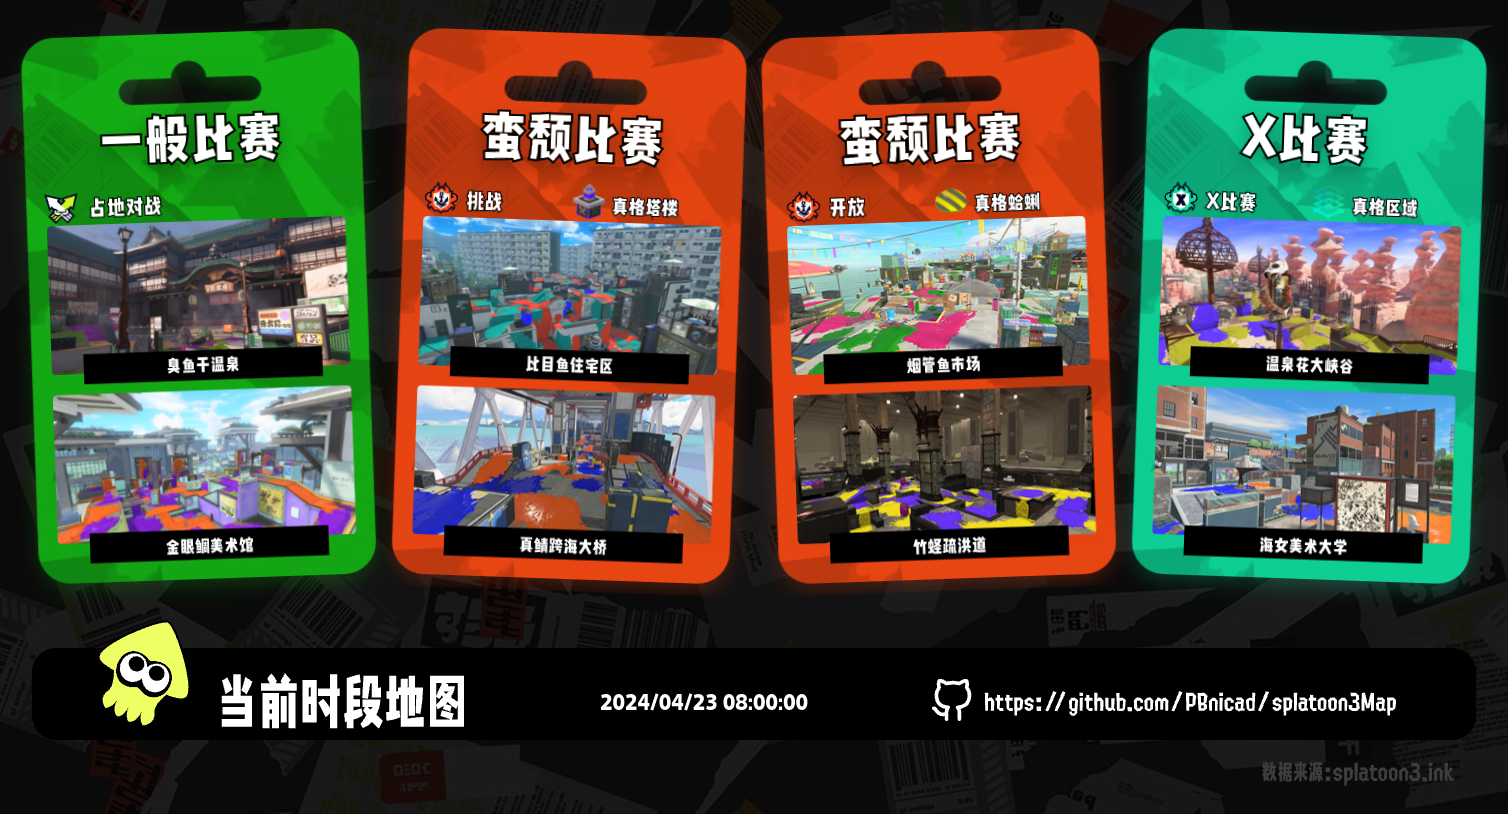 一般比赛
占地对战
臭鱼干温泉
金眼鲷美术馆
蛮颓比赛
挑战
真格塔楼
比目鱼住宅区
真鲭跨海大桥
蛮颓比赛
开放
真格蛤蜊
烟管鱼市场
竹蛏疏洪道
X比赛
X比赛
真格区域
温泉花大峡谷
海女美术大学
当前时段地图
2024/04/23 08:00:00
https://github.com/PBnicad/splatoon3Map
数据来源:splatoon3.ink